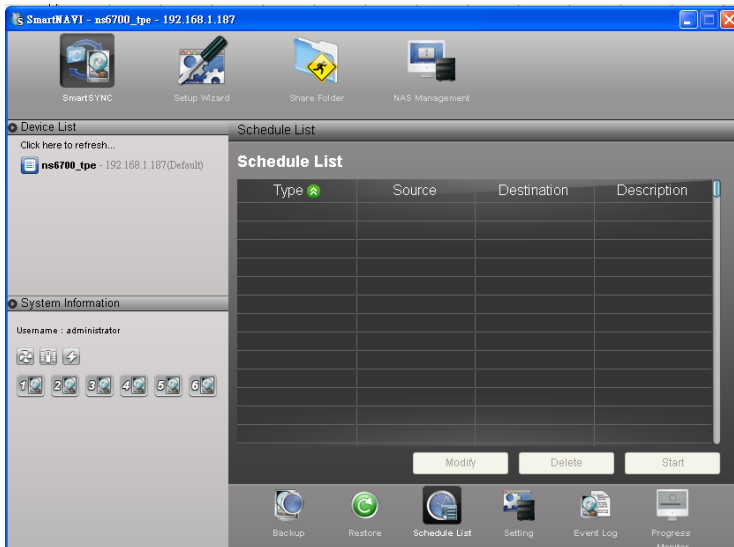 SmartNAVI - ns6700_tpe - 192.168.1.187
SmartSYNC
Setup Wizard
Share Folder
NAS Management
Device List
Click here to refresh...
ns6700_tpe - 192.168.1.187(Default)
System Information
Username : administrator
1 2 3 4 5 6
Schedule List
Schedule List
Type Source Destination Description
Modify Delete Start
Backup Restore Schedule List Setting Event Log Progress
Monitor